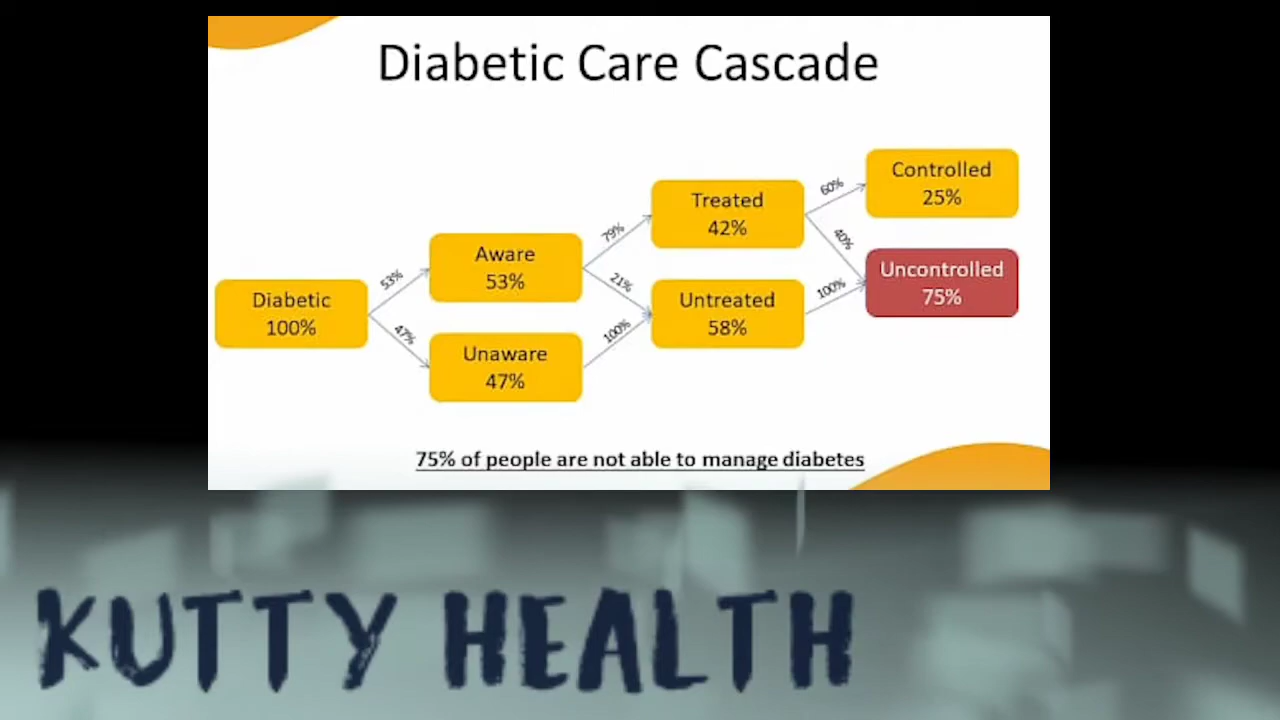 Diabetic Care Cascade
Controlled
25%
60%
Treated
42%
79%
40%
Aware
53%
Uncontrolled
75%
53%
21%
100%
Diabetic
100%
Untreated
58%
47%
100%
Unaware
47%
75% of people are not able to manage diabetes
KUTTY HEALTH